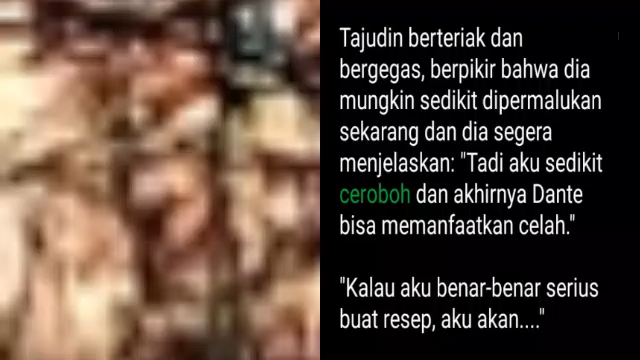 Tajudin berteriak dan
bergegas, berpikir bahwa dia
mungkin sedikit dipermalukan
sekarang dan dia segera
menjelaskan: "Tadi aku sedikit
ceroboh dan akhirnya Dante
bisa memanfaatkan celah."
"Kalau aku benar-benar serius
buat resep, aku akan...."